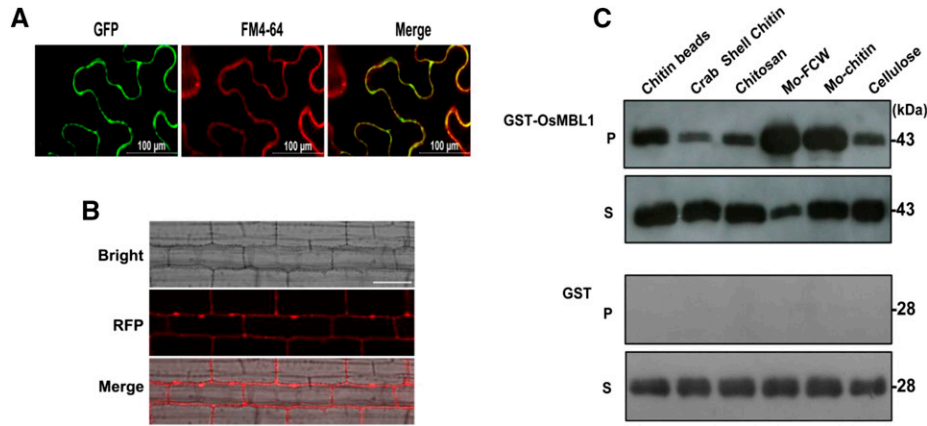 A
GFP
FM4-64
Merge
100 µm
100 µm
100 µm
B
Bright
RFP
Merge
C
Chitin beads
Crab Shell Chitin
Chitosan
Mo-FCW
Mo-chitin
Cellulose
(kDa)
GST-OsMBL1
P
-43
S
-43
GST
P
-28
S
-28